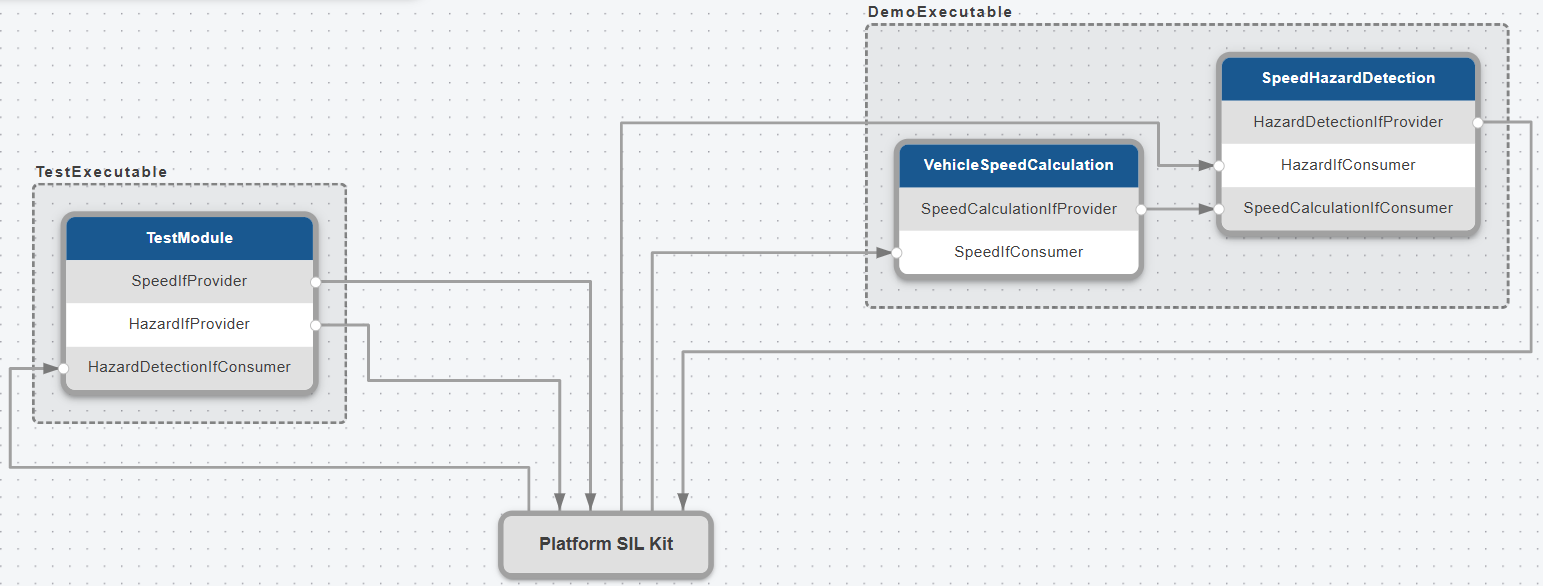 DemoExecutable
SpeedHazardDetection
HazardDetectionIfProvider
HazardIfConsumer
SpeedCalculationIfConsumer
VehicleSpeedCalculation
SpeedCalculationIfProvider
SpeedIfConsumer
TestExecutable
TestModule
SpeedIfProvider
HazardIfProvider
HazardDetectionIfConsumer
Platform SIL Kit